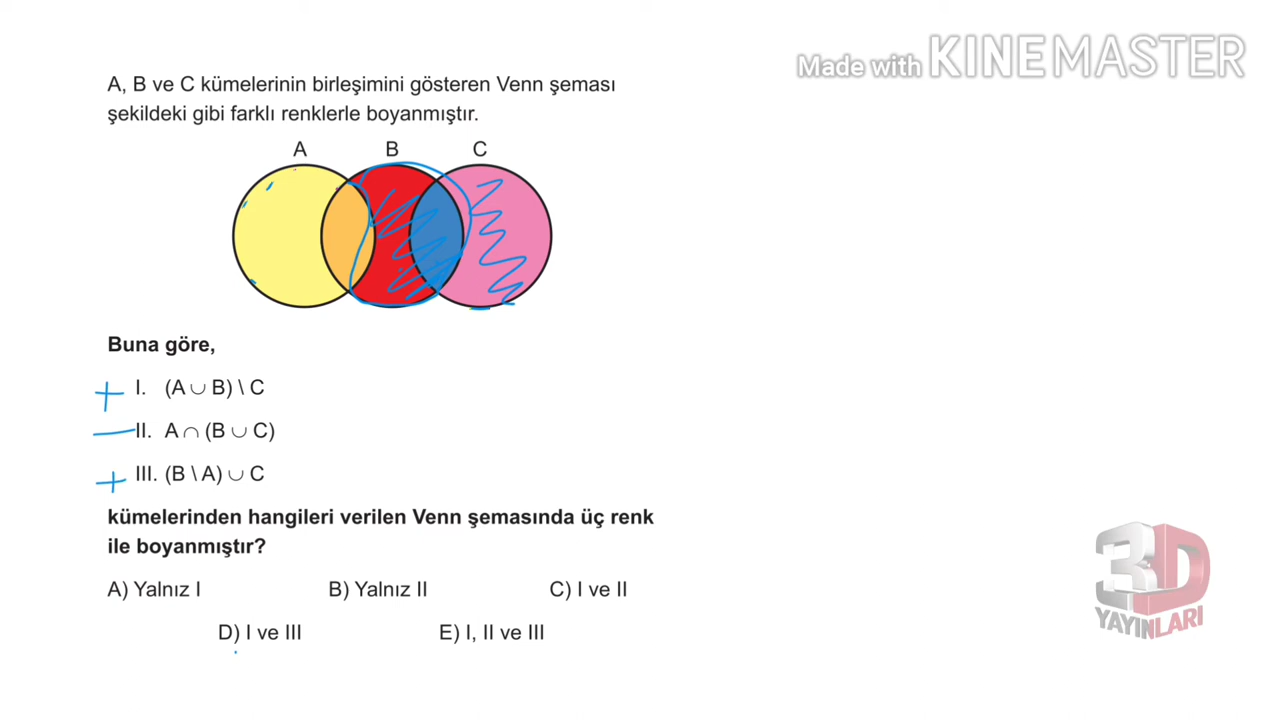 Made with KINEMASTER
A, B ve C kümelerinin birleşimini gösteren Venn şeması
şekildeki gibi farklı renklerle boyanmıştır.
A B C
Buna göre,
I. (A ∪ B) \ C
II. A ∩ (B ∪ C)
III. (B \ A) ∪ C
kümelerinden hangileri verilen Venn şemasında üç renk
ile boyanmıştır?
A) Yalnız I B) Yalnız II C) I ve II
D) I ve III E) I, II ve III
3D
YAYINLARI